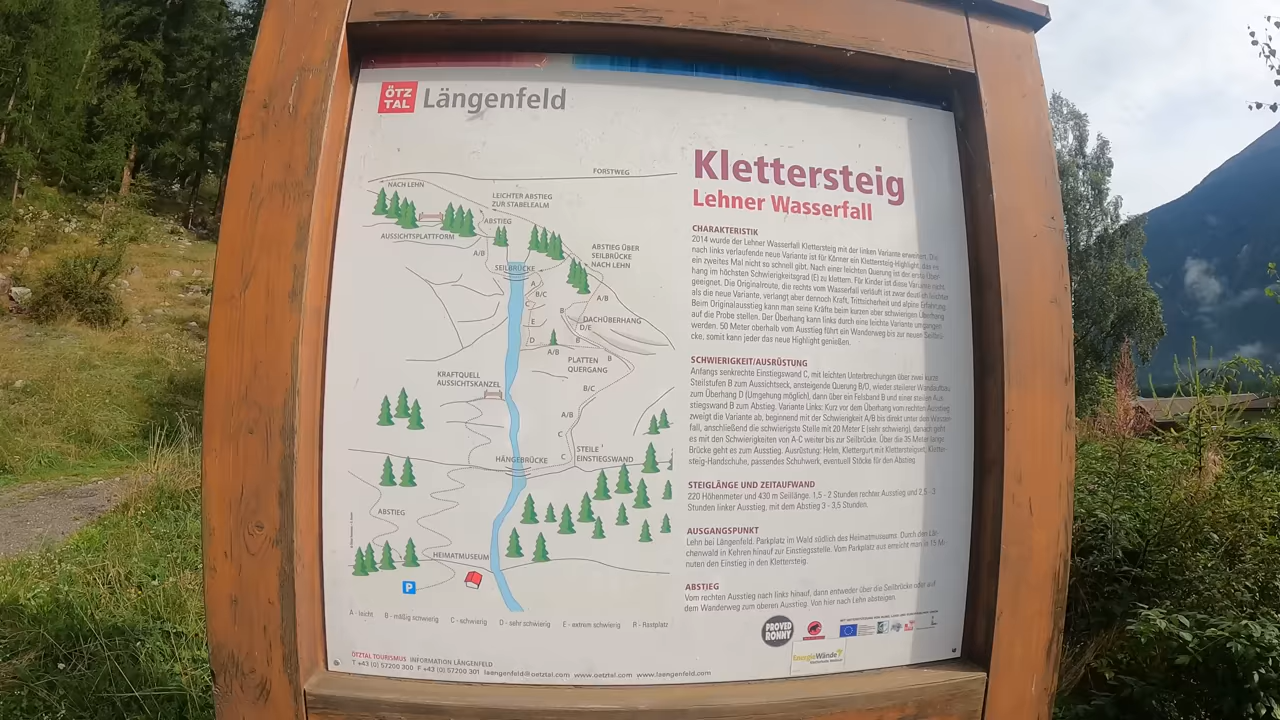 ÖTZ
TAL
Längenfeld
Klettersteig
Lehner Wasserfall
FORSTWEG
NACH LEHN
LEICHTER ABSTIEG
ZUR STABELEALM
ABSTIEG
AUSSICHTSPLATTFORM
A/B
ABSTIEG ÜBER
SEILBRÜCKE
NACH LEHN
SEILBRÜCKE
A
B/C
C
A/B
B
DACHÜBERHANG
E
D/E
D
B
A/B
B
PLATTEN
QUERGANG
KRAFTQUELL
AUSSICHTSKANZEL
B/C
A/B
C
STEILE
EINSTIEGSWAND
C
HÄNGEBRÜCKE
ABSTIEG
HEIMATMUSEUM
P
A - leicht B - mäßig schwierig C - schwierig D - sehr schwierig E - extrem schwierig R - Rastplatz
CHARAKTERISTIK
2014 wurde der Lehner Wasserfall Klettersteig mit der linken Variante erweitert. Die
nach links verlaufende neue Variante ist für Könner ein Klettersteig-Highlight, das es
ein zweites Mal nicht so schnell gibt. Nach einer leichten Querung ist der erste Über-
hang im höchsten Schwierigkeitsgrad (E) zu klettern. Für Kinder ist diese Variante nicht
geeignet. Die Originalroute, die rechts vom Wasserfall verläuft ist zwar deutlich leichter
als die neue Variante, verlangt aber dennoch Kraft, Trittsicherheit und alpine Erfahrung.
Beim Originalausstieg kann man seine Kräfte beim kurzen aber schwierigen Überhang
auf die Probe stellen. Der Überhang kann links durch eine leichte Variante umgangen
werden. 50 Meter oberhalb vom Ausstieg führt ein Wanderweg bis zur neuen Seilbrü-
cke, somit kann jeder das neue Highlight genießen.
SCHWIERIGKEIT/AUSRÜSTUNG
Anfangs senkrechte Einstiegswand C, mit leichten Unterbrechungen über zwei kurze
Steilstufen B zum Aussichtseck, ansteigende Querung B/D, wieder steilerer Wandaufbau
zum Überhang D (Umgehung möglich), dann über ein Felsband B und einer steilen Aus-
stiegswand B zum Abstieg. Variante Links: Kurz vor dem Überhang vom rechten Ausstieg
zweigt die Variante ab, beginnend mit der Schwierigkeit A/B bis direkt unter den Wasser-
fall, anschließend die schwierigste Stelle mit 20 Meter E (sehr schwierig), danach geht
es mit den Schwierigkeiten von A-C weiter bis zur Seilbrücke. Über die 35 Meter lange
Brücke geht es zum Ausstieg. Ausrüstung: Helm, Klettergurt mit Klettersteigset, Kletter-
steig-Handschuhe, passendes Schuhwerk, eventuell Stöcke für den Abstieg.
STEIGLÄNGE UND ZEITAUFWAND
220 Höhenmeter und 430 m Seillänge. 1,5 - 2 Stunden rechter Ausstieg und 2,5 - 3
Stunden linker Ausstieg, mit dem Abstieg 3 - 3,5 Stunden.
AUSGANGSPUNKT
Lehn bei Längenfeld. Parkplatz im Wald südlich des Heimatmuseums. Durch den Lär-
chenwald in Kehren hinauf zur Einstiegsstelle. Vom Parkplatz aus erreicht man in 15 Mi-
nuten den Einstieg in den Klettersteig.
ABSTIEG
Vom rechten Ausstieg nach links hinauf, dann entweder über die Seilbrücke oder auf
dem Wanderweg zum oberen Ausstieg. Von hier nach Lehn absteigen.
PROVED
RONNY
EnergieWände
ÖTZTAL TOURISMUS INFORMATION LÄNGENFELD
T +43 (0) 57200 300 F +43 (0) 57200 301 laengenfeld@oetztal.com www.oetztal.com www.laengenfeld.com